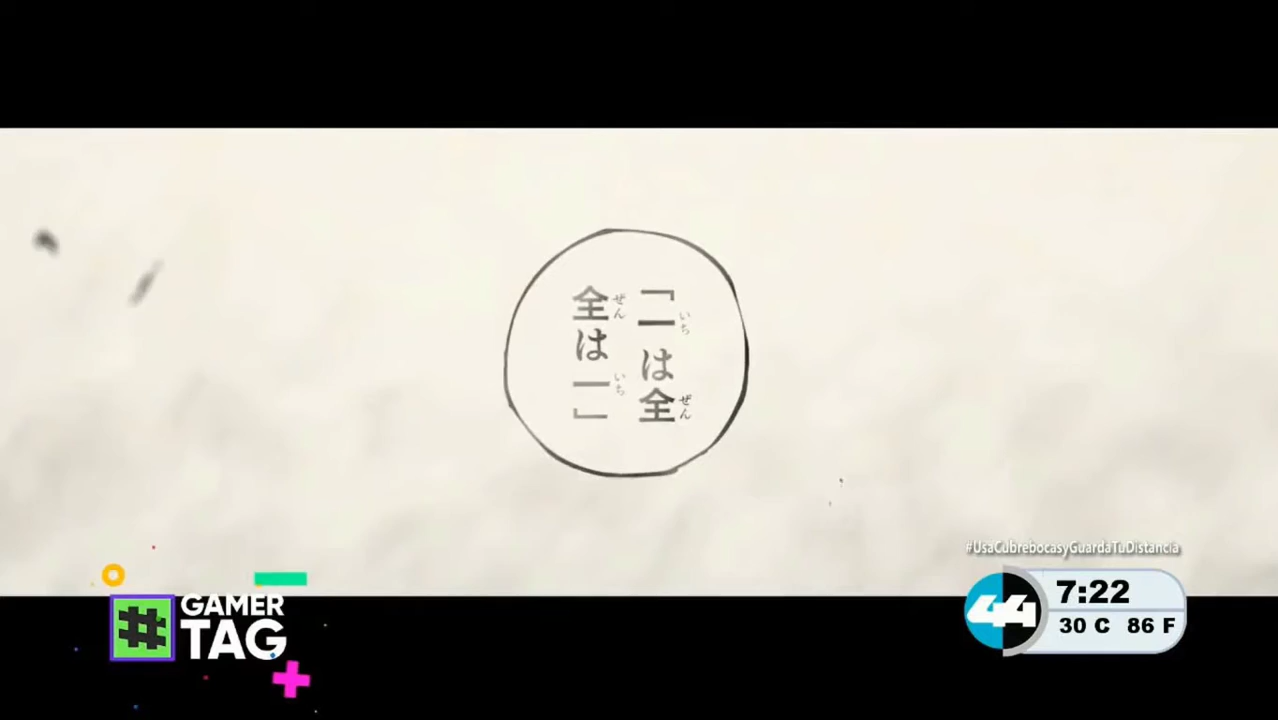 「一は全
全は一」
いち
ぜん
ぜん
いち
#UsaCubrebocasyGuardaTuDistancia
#GAMER
TAG
44
7:22
30 C 86 F